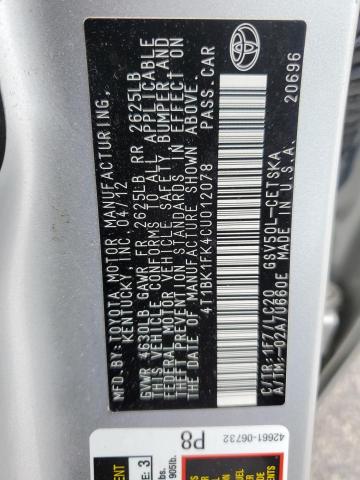 MFD.BY:TOYOTA MOTOR MANUFACTURING,
KENTUCKY, INC. 04/12
GVWR 4630LB GAWR FR 2625LB RR 2625LB
THIS VEHICLE CONFORMS TO ALL APPLICABLE
FEDERAL MOTOR VEHICLE SAFETY, BUMPER, AND
THEFT PREVENTION STANDARDS IN EFFECT ON
THE DATE OF MANUFACTURE SHOWN ABOVE.
4T1BK1FK4CU012078 PASS.CAR
TOYOTA
C/TR:1F7/LC20 GSV50L-CETSKA
A/TM:-02A/U660E MADE IN U.S.A. 20696
P8
42661-06732
E: 3
905lb.